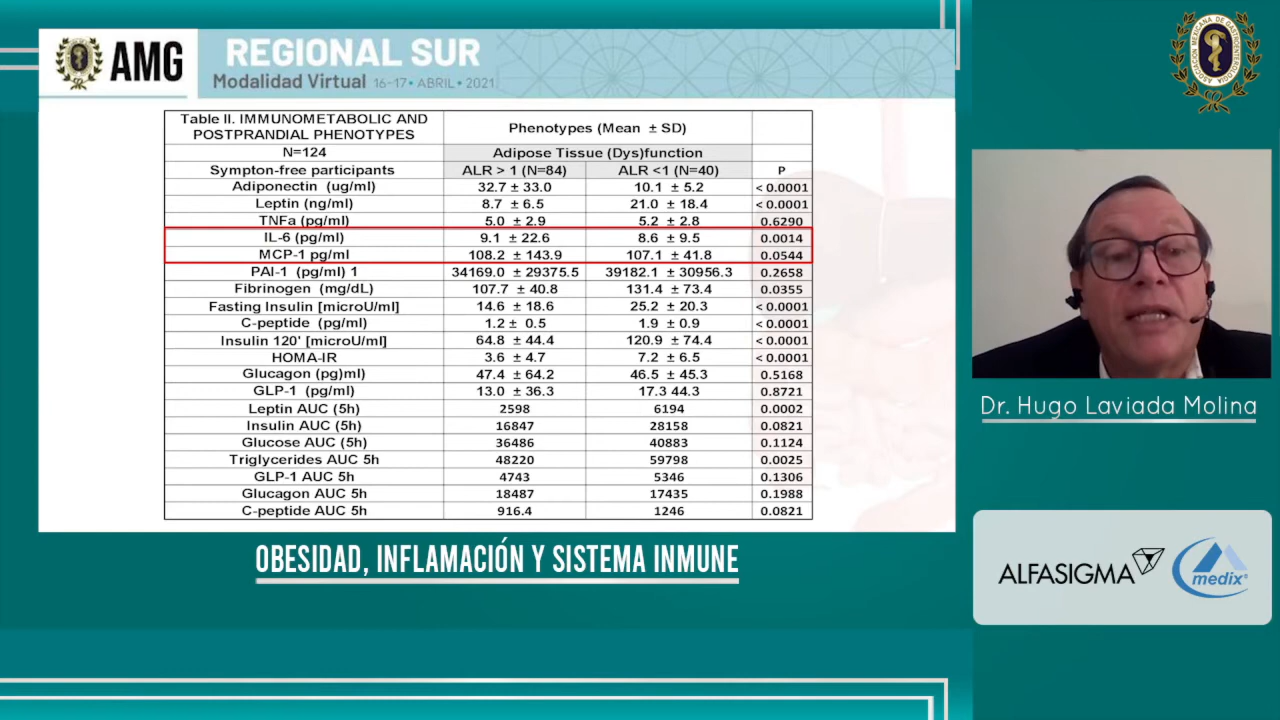 AMG
REGIONAL SUR
Modalidad Virtual 16-17• ABRIL • 2021
Table II. IMMUNOMETABOLIC AND POSTPRANDIAL PHENOTYPES Phenotypes (Mean ± SD)
N=124 Adipose Tissue (Dys)function
Sympton-free participants ALR > 1 (N=84) ALR <1 (N=40) P
Adiponectin (ug/ml) 32.7 ± 33.0 10.1 ± 5.2 < 0.0001
Leptin (ng/ml) 8.7 ± 6.5 21.0 ± 18.4 < 0.0001
TNFa (pg/ml) 5.0 ± 2.9 5.2 ± 2.8 0.6290
IL-6 (pg/ml) 9.1 ± 22.6 8.6 ± 9.5 0.0014
MCP-1 pg/ml 108.2 ± 143.9 107.1 ± 41.8 0.0544
PAI-1 (pg/ml) 1 34169.0 ± 29375.5 39182.1 ± 30956.3 0.2658
Fibrinogen (mg/dL) 107.7 ± 40.8 131.4 ± 73.4 0.0355
Fasting Insulin [microU/ml] 14.6 ± 18.6 25.2 ± 20.3 < 0.0001
C-peptide (pg/ml) 1.2 ± 0.5 1.9 ± 0.9 < 0.0001
Insulin 120' [microU/ml] 64.8 ± 44.4 120.9 ± 74.4 < 0.0001
HOMA-IR 3.6 ± 4.7 7.2 ± 6.5 < 0.0001
Glucagon (pg)ml) 47.4 ± 64.2 46.5 ± 45.3 0.5168
GLP-1 (pg/ml) 13.0 ± 36.3 17.3 44.3 0.8721
Leptin AUC (5h) 2598 6194 0.0002
Insulin AUC (5h) 16847 28158 0.0821
Glucose AUC (5h) 36486 40883 0.1124
Triglycerides AUC 5h 48220 59798 0.0025
GLP-1 AUC 5h 4743 5346 0.1306
Glucagon AUC 5h 18487 17435 0.1988
C-peptide AUC 5h 916.4 1246 0.0821
OBESIDAD, INFLAMACIÓN Y SISTEMA INMUNE
ASOCIACIÓN MEXICANA DE GASTROENTEROLOGÍA
Dr. Hugo Laviada Molina
ALFASIGMA
medix®